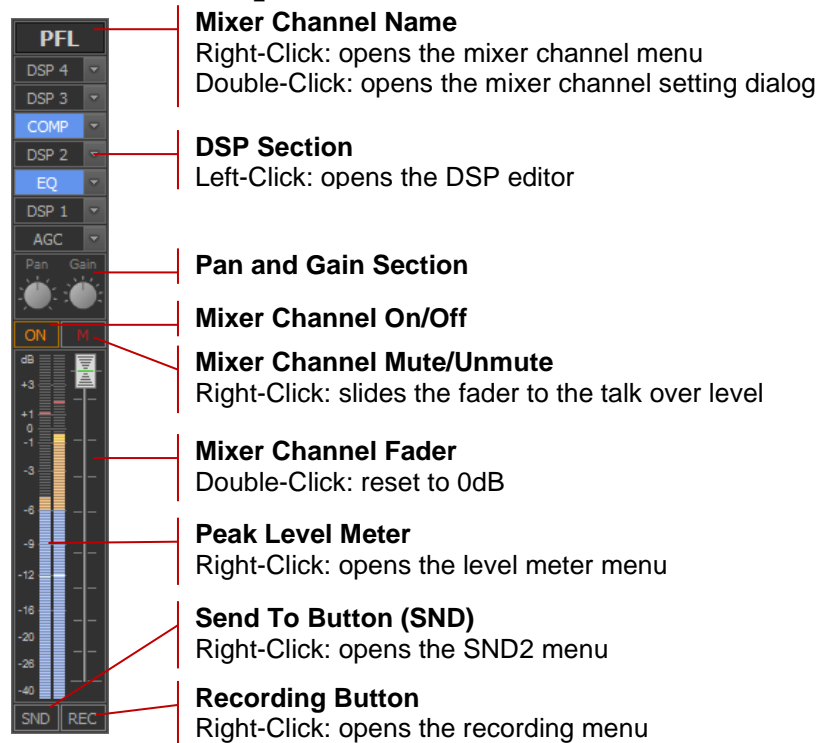 PFL
DSP 4
DSP 3
COMP
DSP 2
EQ
DSP 1
AGC
Pan Gain
ON M
dB
+3
+1
0
-1
-3
-6
-9
-12
-16
-20
-26
-40
SND REC
Mixer Channel Name
Right-Click: opens the mixer channel menu
Double-Click: opens the mixer channel setting dialog
DSP Section
Left-Click: opens the DSP editor
Pan and Gain Section
Mixer Channel On/Off
Mixer Channel Mute/Unmute
Right-Click: slides the fader to the talk over level
Mixer Channel Fader
Double-Click: reset to 0dB
Peak Level Meter
Right-Click: opens the level meter menu
Send To Button (SND)
Right-Click: opens the SND2 menu
Recording Button
Right-Click: opens the recording menu